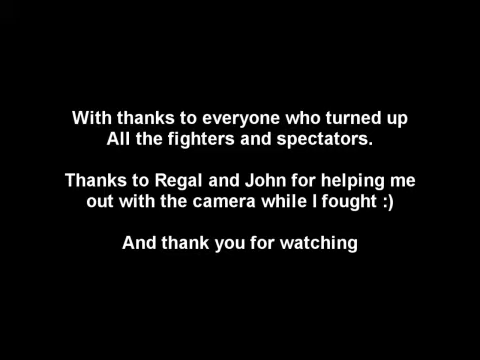 With thanks to everyone who turned up
All the fighters and spectators.
Thanks to Regal and John for helping me
out with the camera while I fought :)
And thank you for watching